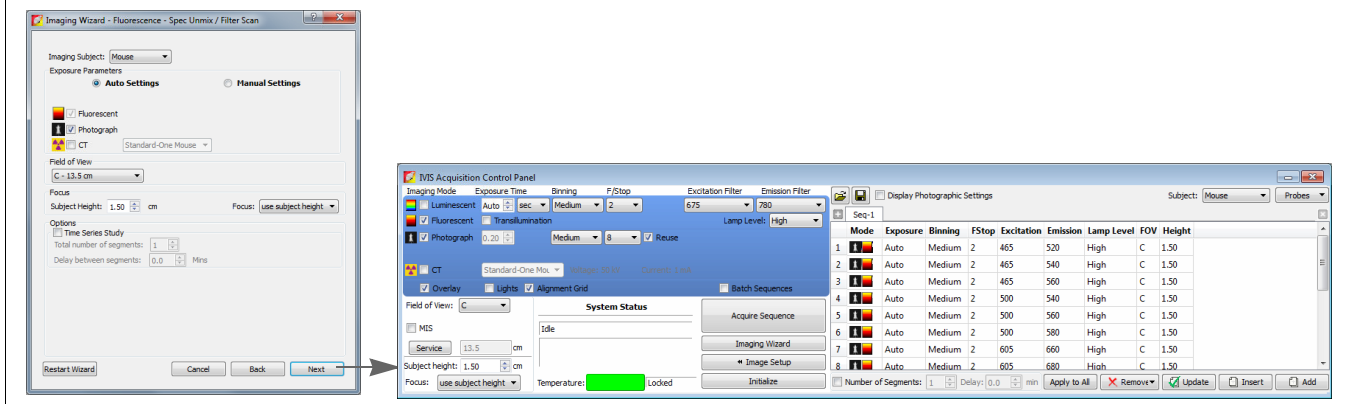 Imaging Wizard - Fluorescence - Spec Unmix / Filter Scan
Imaging Subject: Mouse
Exposure Parameters
Auto Settings Manual Settings
Fluorescent
Photograph
CT Standard-One Mouse
Field of View
C - 13.5 cm
Focus
Subject Height: 1.50 cm Focus: use subject height
Options
Time Series Study
Total number of segments: 1
Delay between segments: 0.0 Mins
Restart Wizard Cancel Back Next
IVIS Acquisition Control Panel
Imaging Mode Exposure Time Binning F/Stop Excitation Filter Emission Filter
Luminescent Auto sec Medium 2 675 780
Fluorescent Transillumination Lamp Level: High
Photograph 0.20 Medium 8 Reuse
CT Standard-One Mou
Overlay Lights Alignment Grid Batch Sequences
Field of View: C
MIS
Service 13.5 cm
Subject height: 1.50 cm
Focus: use subject height
System Status
Idle
Temperature: Locked
Acquire Sequence
Imaging Wizard
Image Setup
Initialize
Display Photographic Settings Subject: Mouse Probes
Seq-1
Mode Exposure Binning FStop Excitation Emission Lamp Level FOV Height
1 Auto Medium 2 465 520 High C 1.50
2 Auto Medium 2 465 540 High C 1.50
3 Auto Medium 2 465 560 High C 1.50
4 Auto Medium 2 500 540 High C 1.50
5 Auto Medium 2 500 560 High C 1.50
6 Auto Medium 2 500 580 High C 1.50
7 Auto Medium 2 605 660 High C 1.50
8 Auto Medium 2 605 680 High C 1.50
Number of Segments: 1 Delay: 0.0 min Apply to All Remove Update Insert Add